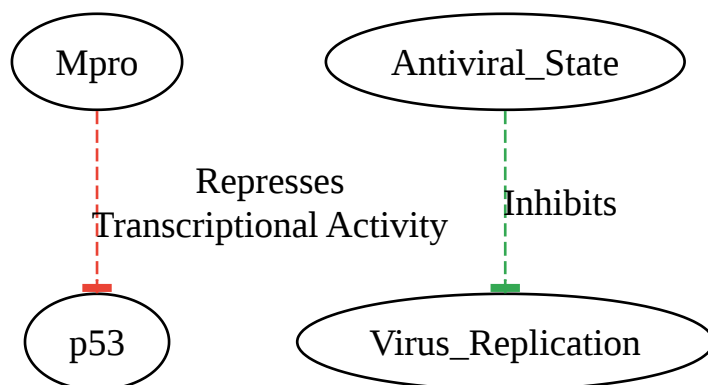 Mpro
Antiviral_State
Represses
Transcriptional Activity
Inhibits
p53
Virus_Replication